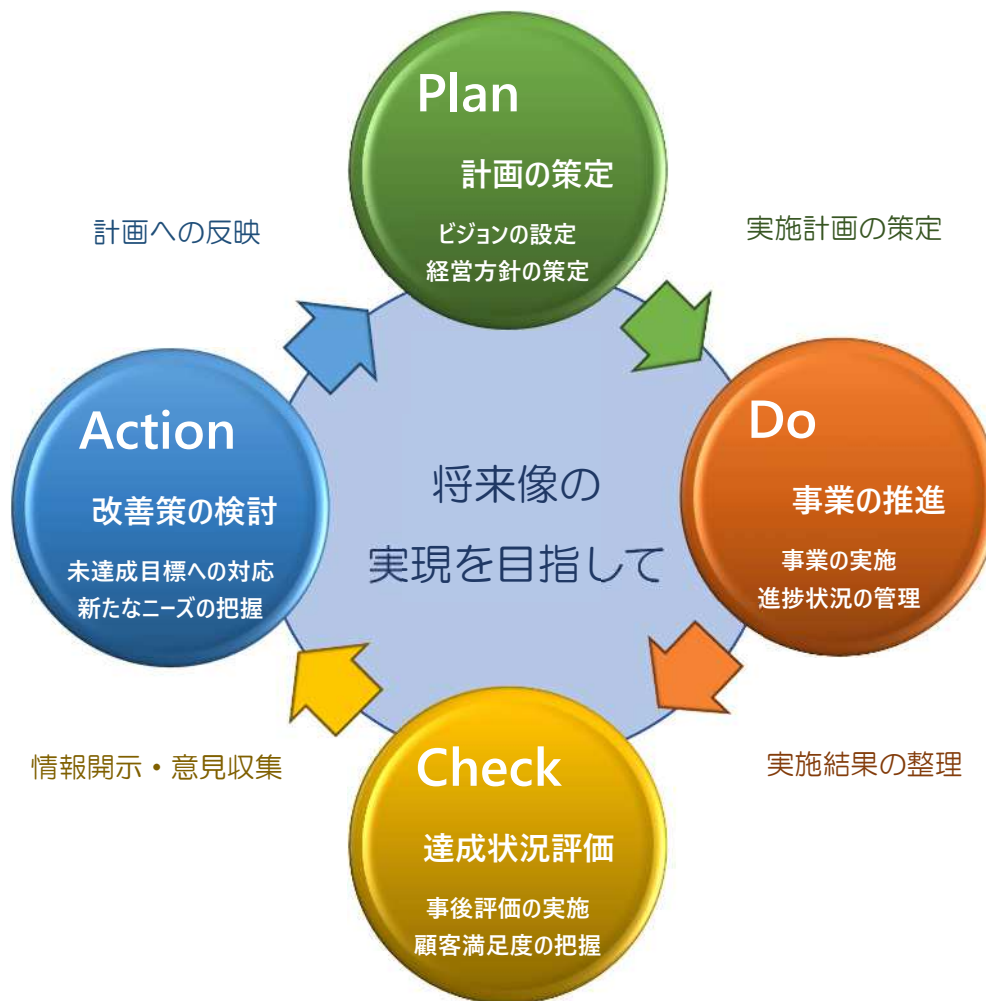 Plan
計画の策定
ビジョンの設定
経営方針の策定
計画への反映
実施計画の策定
Action
改善策の検討
未達成目標への対応
新たなニーズの把握
将来像の
実現を目指して
Do
事業の推進
事業の実施
進捗状況の管理
情報開示・意見収集
実施結果の整理
Check
達成状況評価
事後評価の実施
顧客満足度の把握